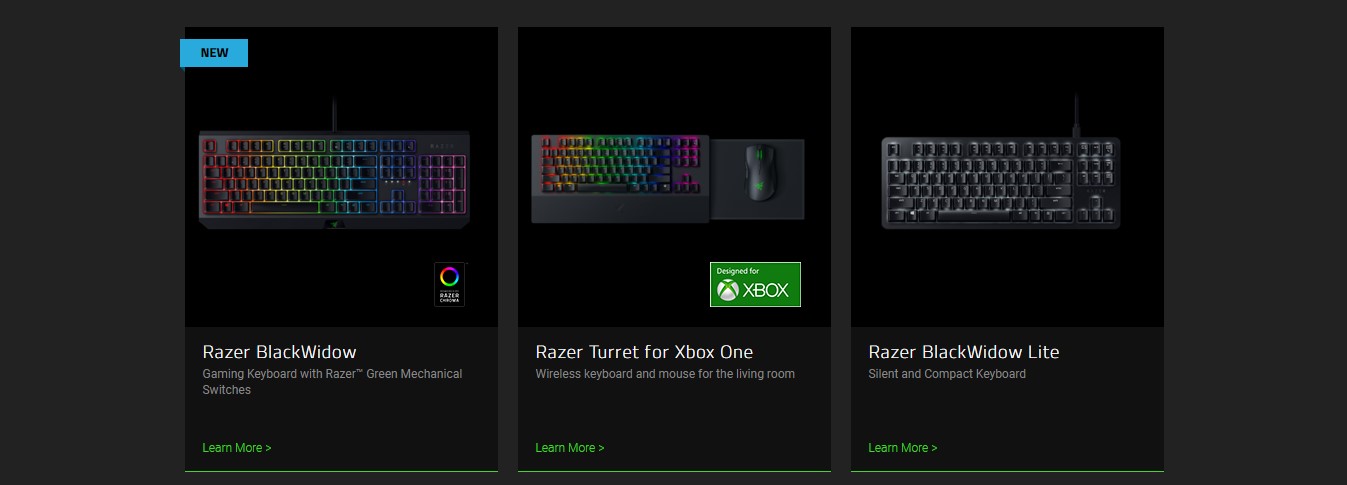 NEW
RAZER
RAZER
CHROMA
Designed for
XBOX
Razer BlackWidow
Gaming Keyboard with Razer™ Green Mechanical
Switches
Learn More >
Razer Turret for Xbox One
Wireless keyboard and mouse for the living room
Learn More >
Razer BlackWidow Lite
Silent and Compact Keyboard
Learn More >